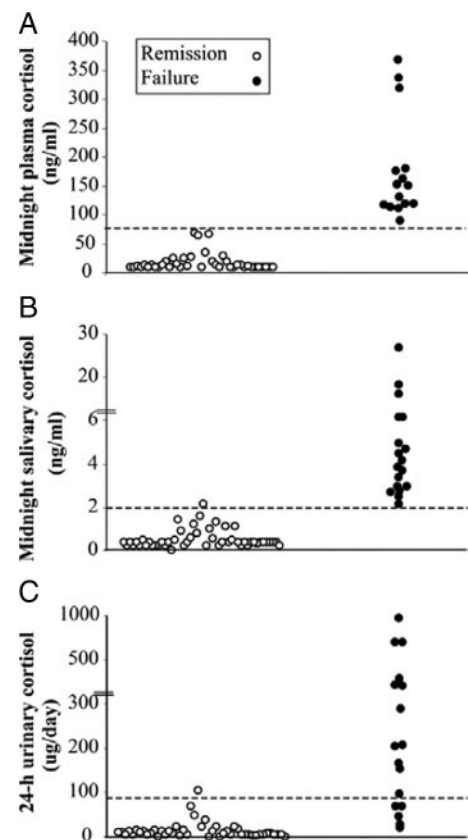 A
Midnight plasma cortisol
(ng/ml)
400
350
300
250
200
150
100
50
0
Remission
Failure
B
Midnight salivary cortisol
(ng/ml)
30
20
6
4
2
0
C
24-h urinary cortisol
(ug/day)
1000
500
300
200
100
0